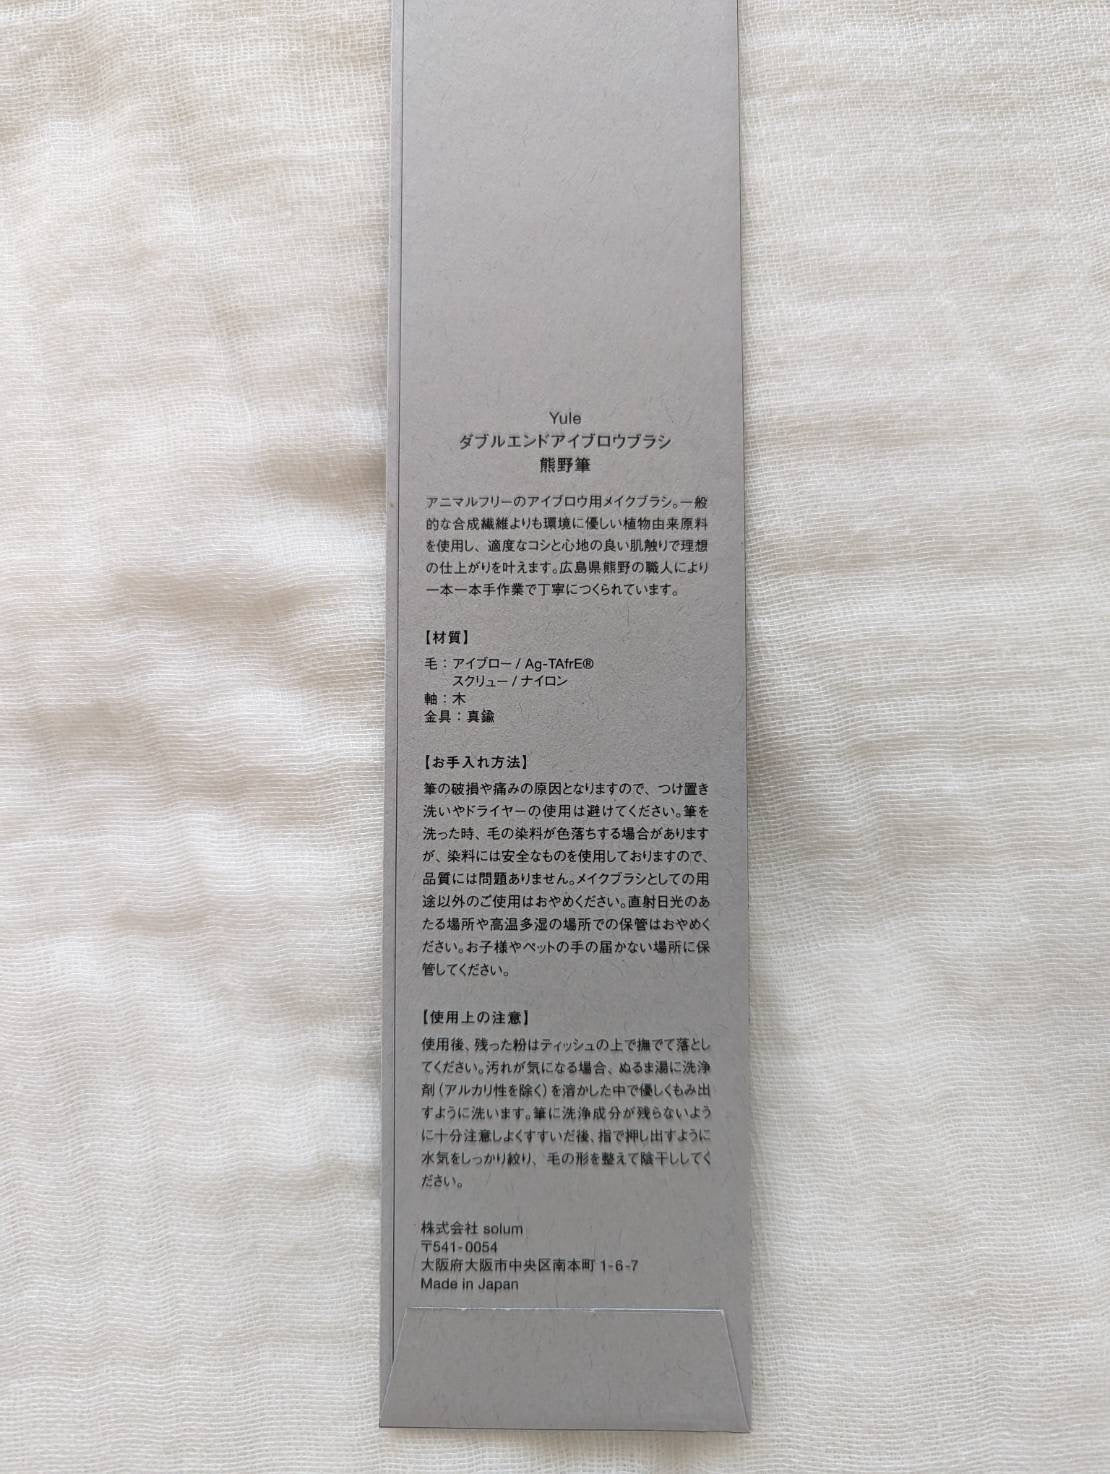 Yule
ダブルエンドアイブロウブラシ
熊野筆
アニマルフリーのアイブロウ用メイクブラシ。一般
的な合成繊維よりも環境に優しい植物由来原料
を使用し、適度なコシと心地の良い肌触りで理想
の仕上がりを叶えます。広島県熊野の職人により
一本一本手作業で丁寧につくられています。
【材質】
毛：アイブロー / Ag-TAfrE®
スクリュー / ナイロン
軸：木
金具：真鍮
【お手入れ方法】
筆の破損や痛みの原因となりますので、つけ置き
洗いやドライヤーの使用は避けてください。筆を
洗った時、毛の染料が色落ちする場合があります
が、染料には安全なものを使用しておりますので、
品質には問題ありません。メイクブラシとしての用
途以外のご使用はおやめください。直射日光のあ
たる場所や高温多湿の場所での保管はおやめく
ださい。お子様やペットの手の届かない場所に保
管してください。
【使用上の注意】
使用後、残った粉はティッシュの上で撫でて落とし
てください。汚れが気になる場合、ぬるま湯に洗浄
剤（アルカリ性を除く）を溶かした中で優しくもみ出
すように洗います。筆に洗浄成分が残らないよう
に十分注意しよくすすいだ後、指で押し出すように
水気をしっかり絞り、毛の形を整えて陰干ししてく
ださい。
株式会社 solum
〒541-0054
大阪府大阪市中央区南本町 1-6-7
Made in Japan